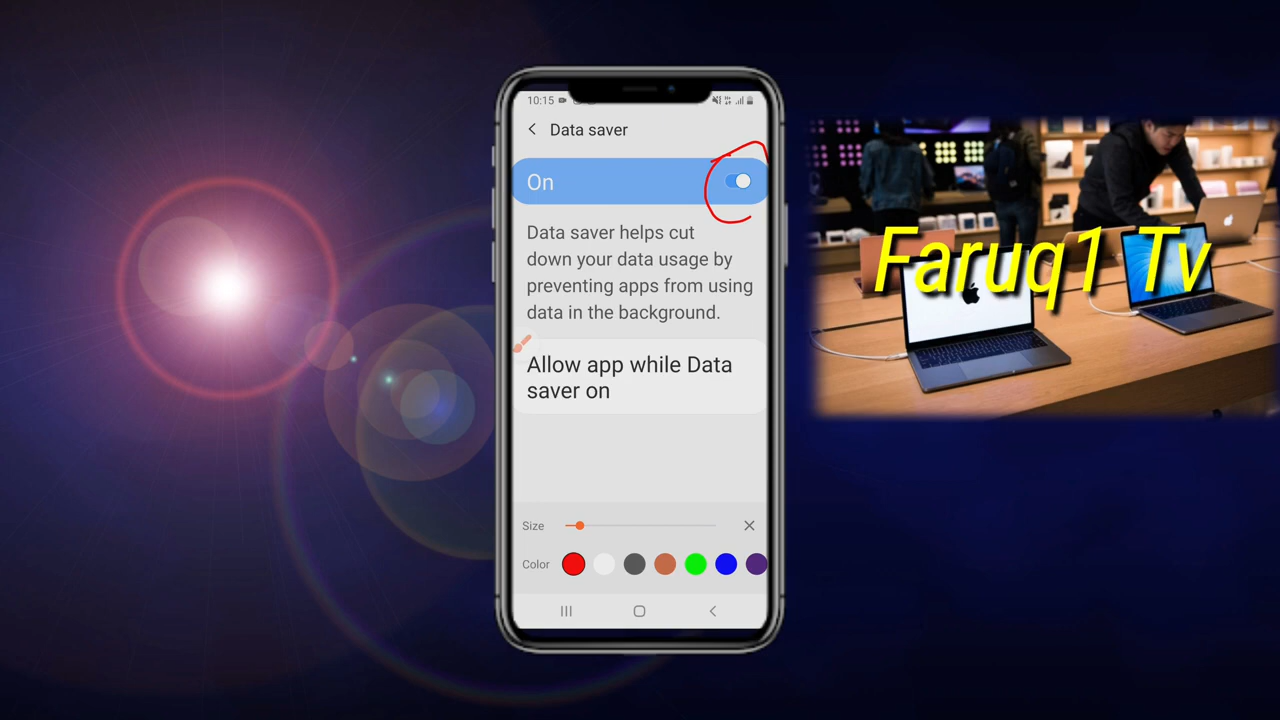 10:15
Data saver
On
Data saver helps cut
down your data usage by
preventing apps from using
data in the background.
Allow app while Data
saver on
Size
Color
Faruq1 Tv